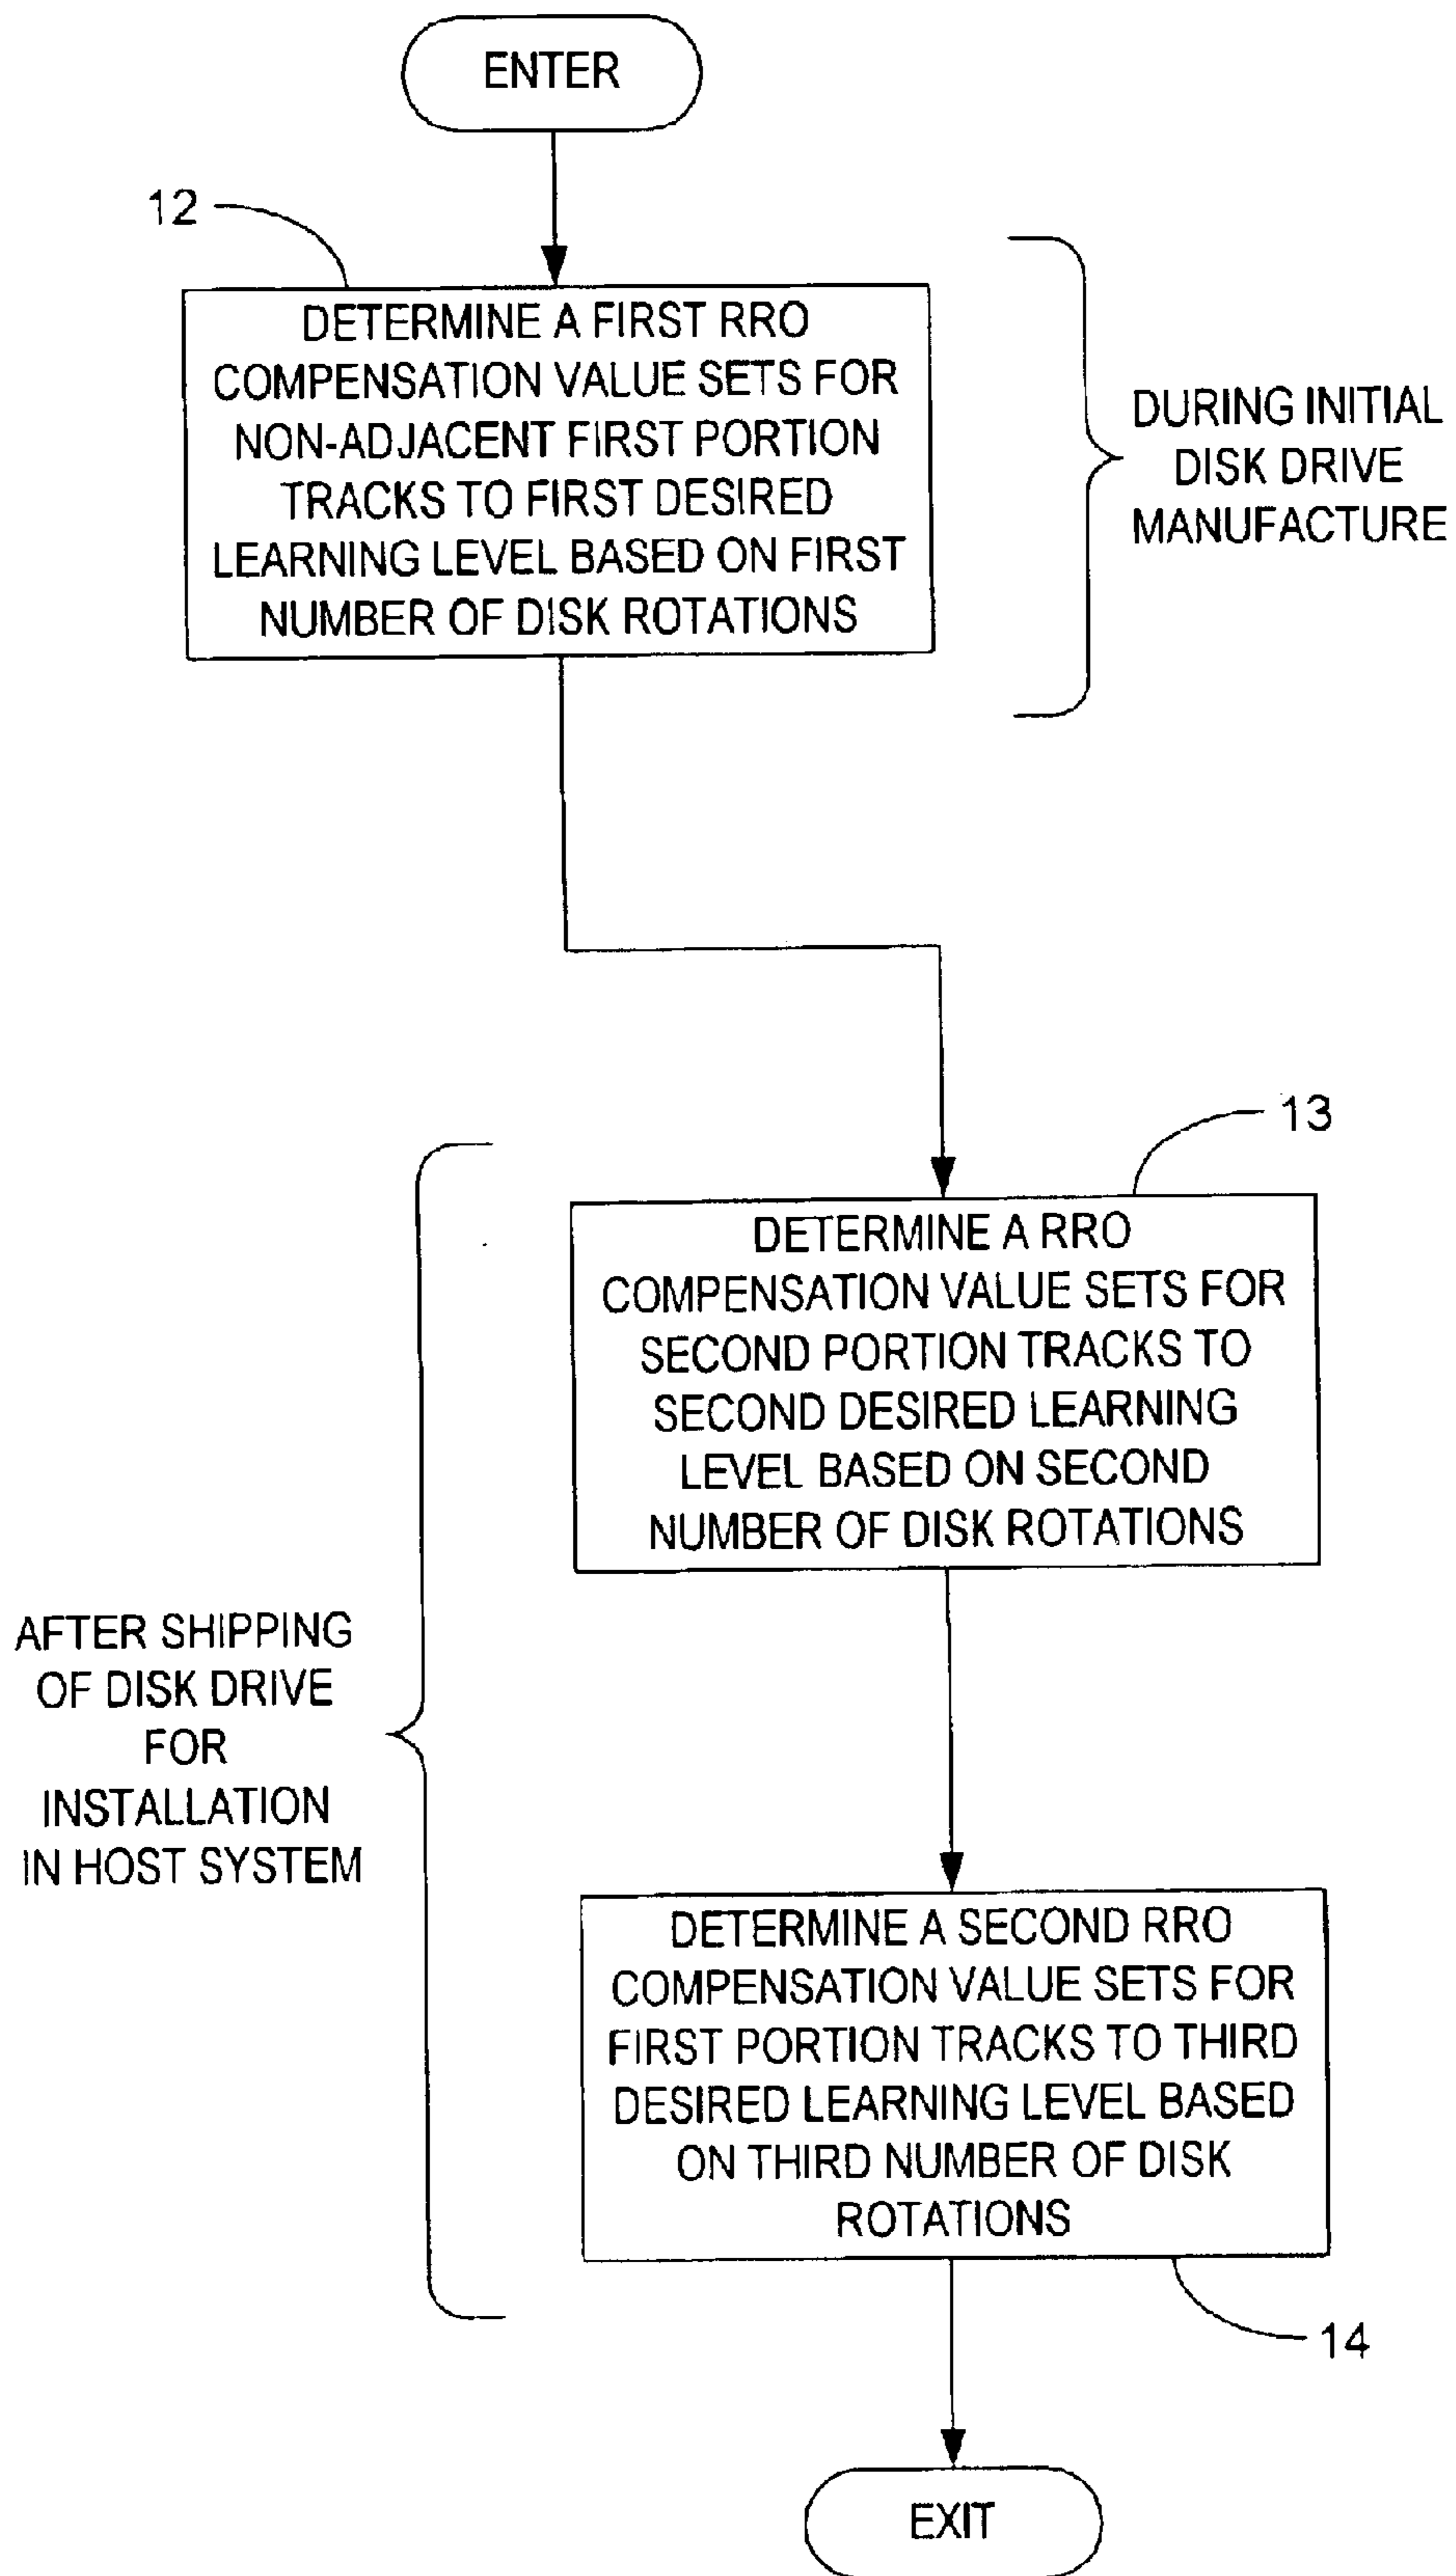 ENTER
12
DETERMINE A FIRST RRO
COMPENSATION VALUE SETS FOR
NON-ADJACENT FIRST PORTION
TRACKS TO FIRST DESIRED
LEARNING LEVEL BASED ON FIRST
NUMBER OF DISK ROTATIONS
DURING INITIAL
DISK DRIVE
MANUFACTURE
13
DETERMINE A RRO
COMPENSATION VALUE SETS FOR
SECOND PORTION TRACKS TO
SECOND DESIRED LEARNING
LEVEL BASED ON SECOND
NUMBER OF DISK ROTATIONS
AFTER SHIPPING
OF DISK DRIVE
FOR
INSTALLATION
IN HOST SYSTEM
DETERMINE A SECOND RRO
COMPENSATION VALUE SETS FOR
FIRST PORTION TRACKS TO THIRD
DESIRED LEARNING LEVEL BASED
ON THIRD NUMBER OF DISK
ROTATIONS
14
EXIT